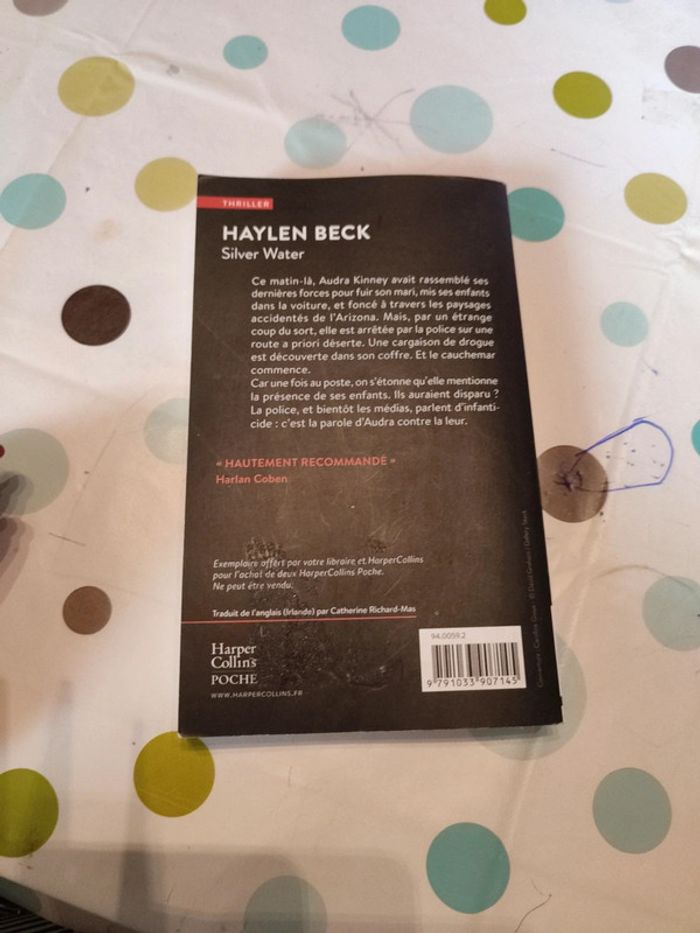 THRILLER
HAYLEN BECK
Silver Water
Ce matin-là, Audra Kinney avait rassemblé ses
dernières forces pour fuir son mari, mis ses enfants
dans la voiture, et foncé à travers les paysages
accidentés de l'Arizona. Mais, par un étrange
coup du sort, elle est arrêtée par la police sur une
route a priori déserte. Une cargaison de drogue
est découverte dans son coffre. Et le cauchemar
commence.
Car une fois au poste, on s'étonne qu'elle mentionne
la présence de ses enfants. Ils auraient disparu ?
La police, et bientôt les médias, parlent d'infanti-
cide : c'est la parole d'Audra contre la leur.
« HAUTEMENT RECOMMANDÉ »
Harlan Coben
Exemplaire offert par votre libraire et HarperCollins
pour l'achat de deux HarperCollins Poche.
Ne peut être vendu.
Traduit de l'anglais (Irlande) par Catherine Richard-Mas
Harper
Collins
POCHE
WWW.HARPERCOLLINS.FR
94.0059.2
9 791033 907145